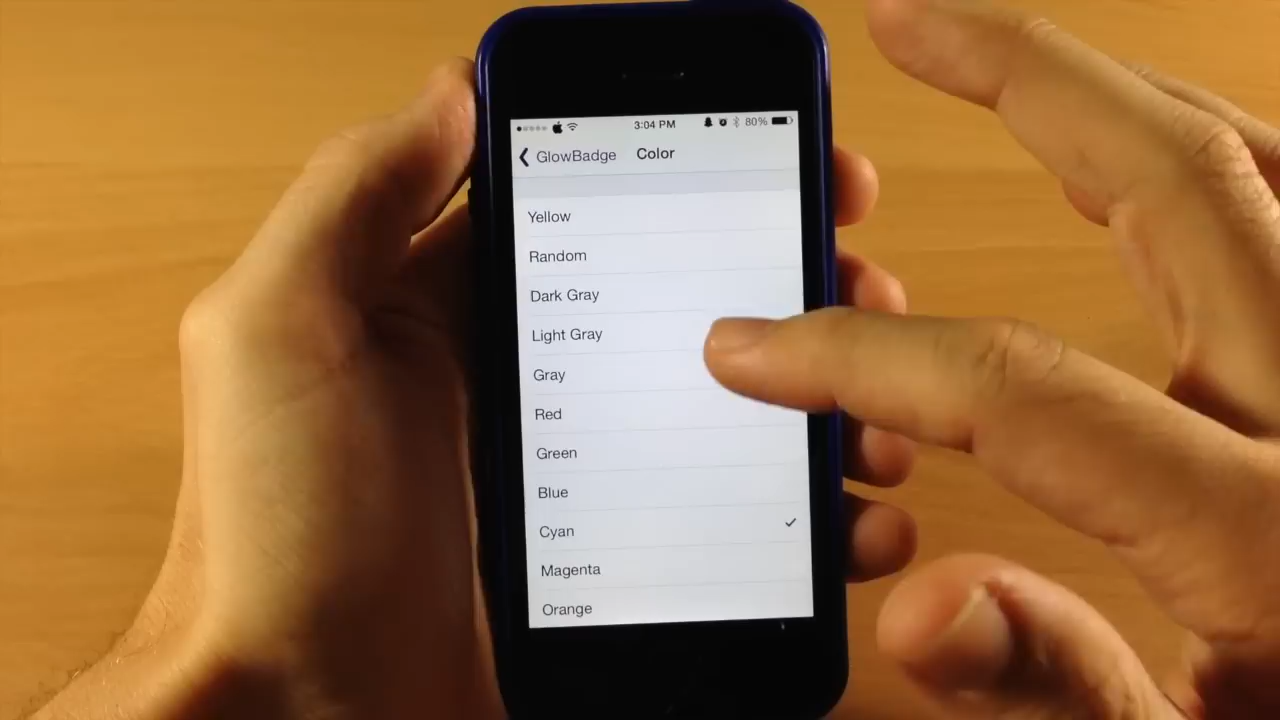 3:04 PM 80%
GlowBadge Color
Yellow
Random
Dark Gray
Light Gray
Gray
Red
Green
Blue
Cyan
Magenta
Orange